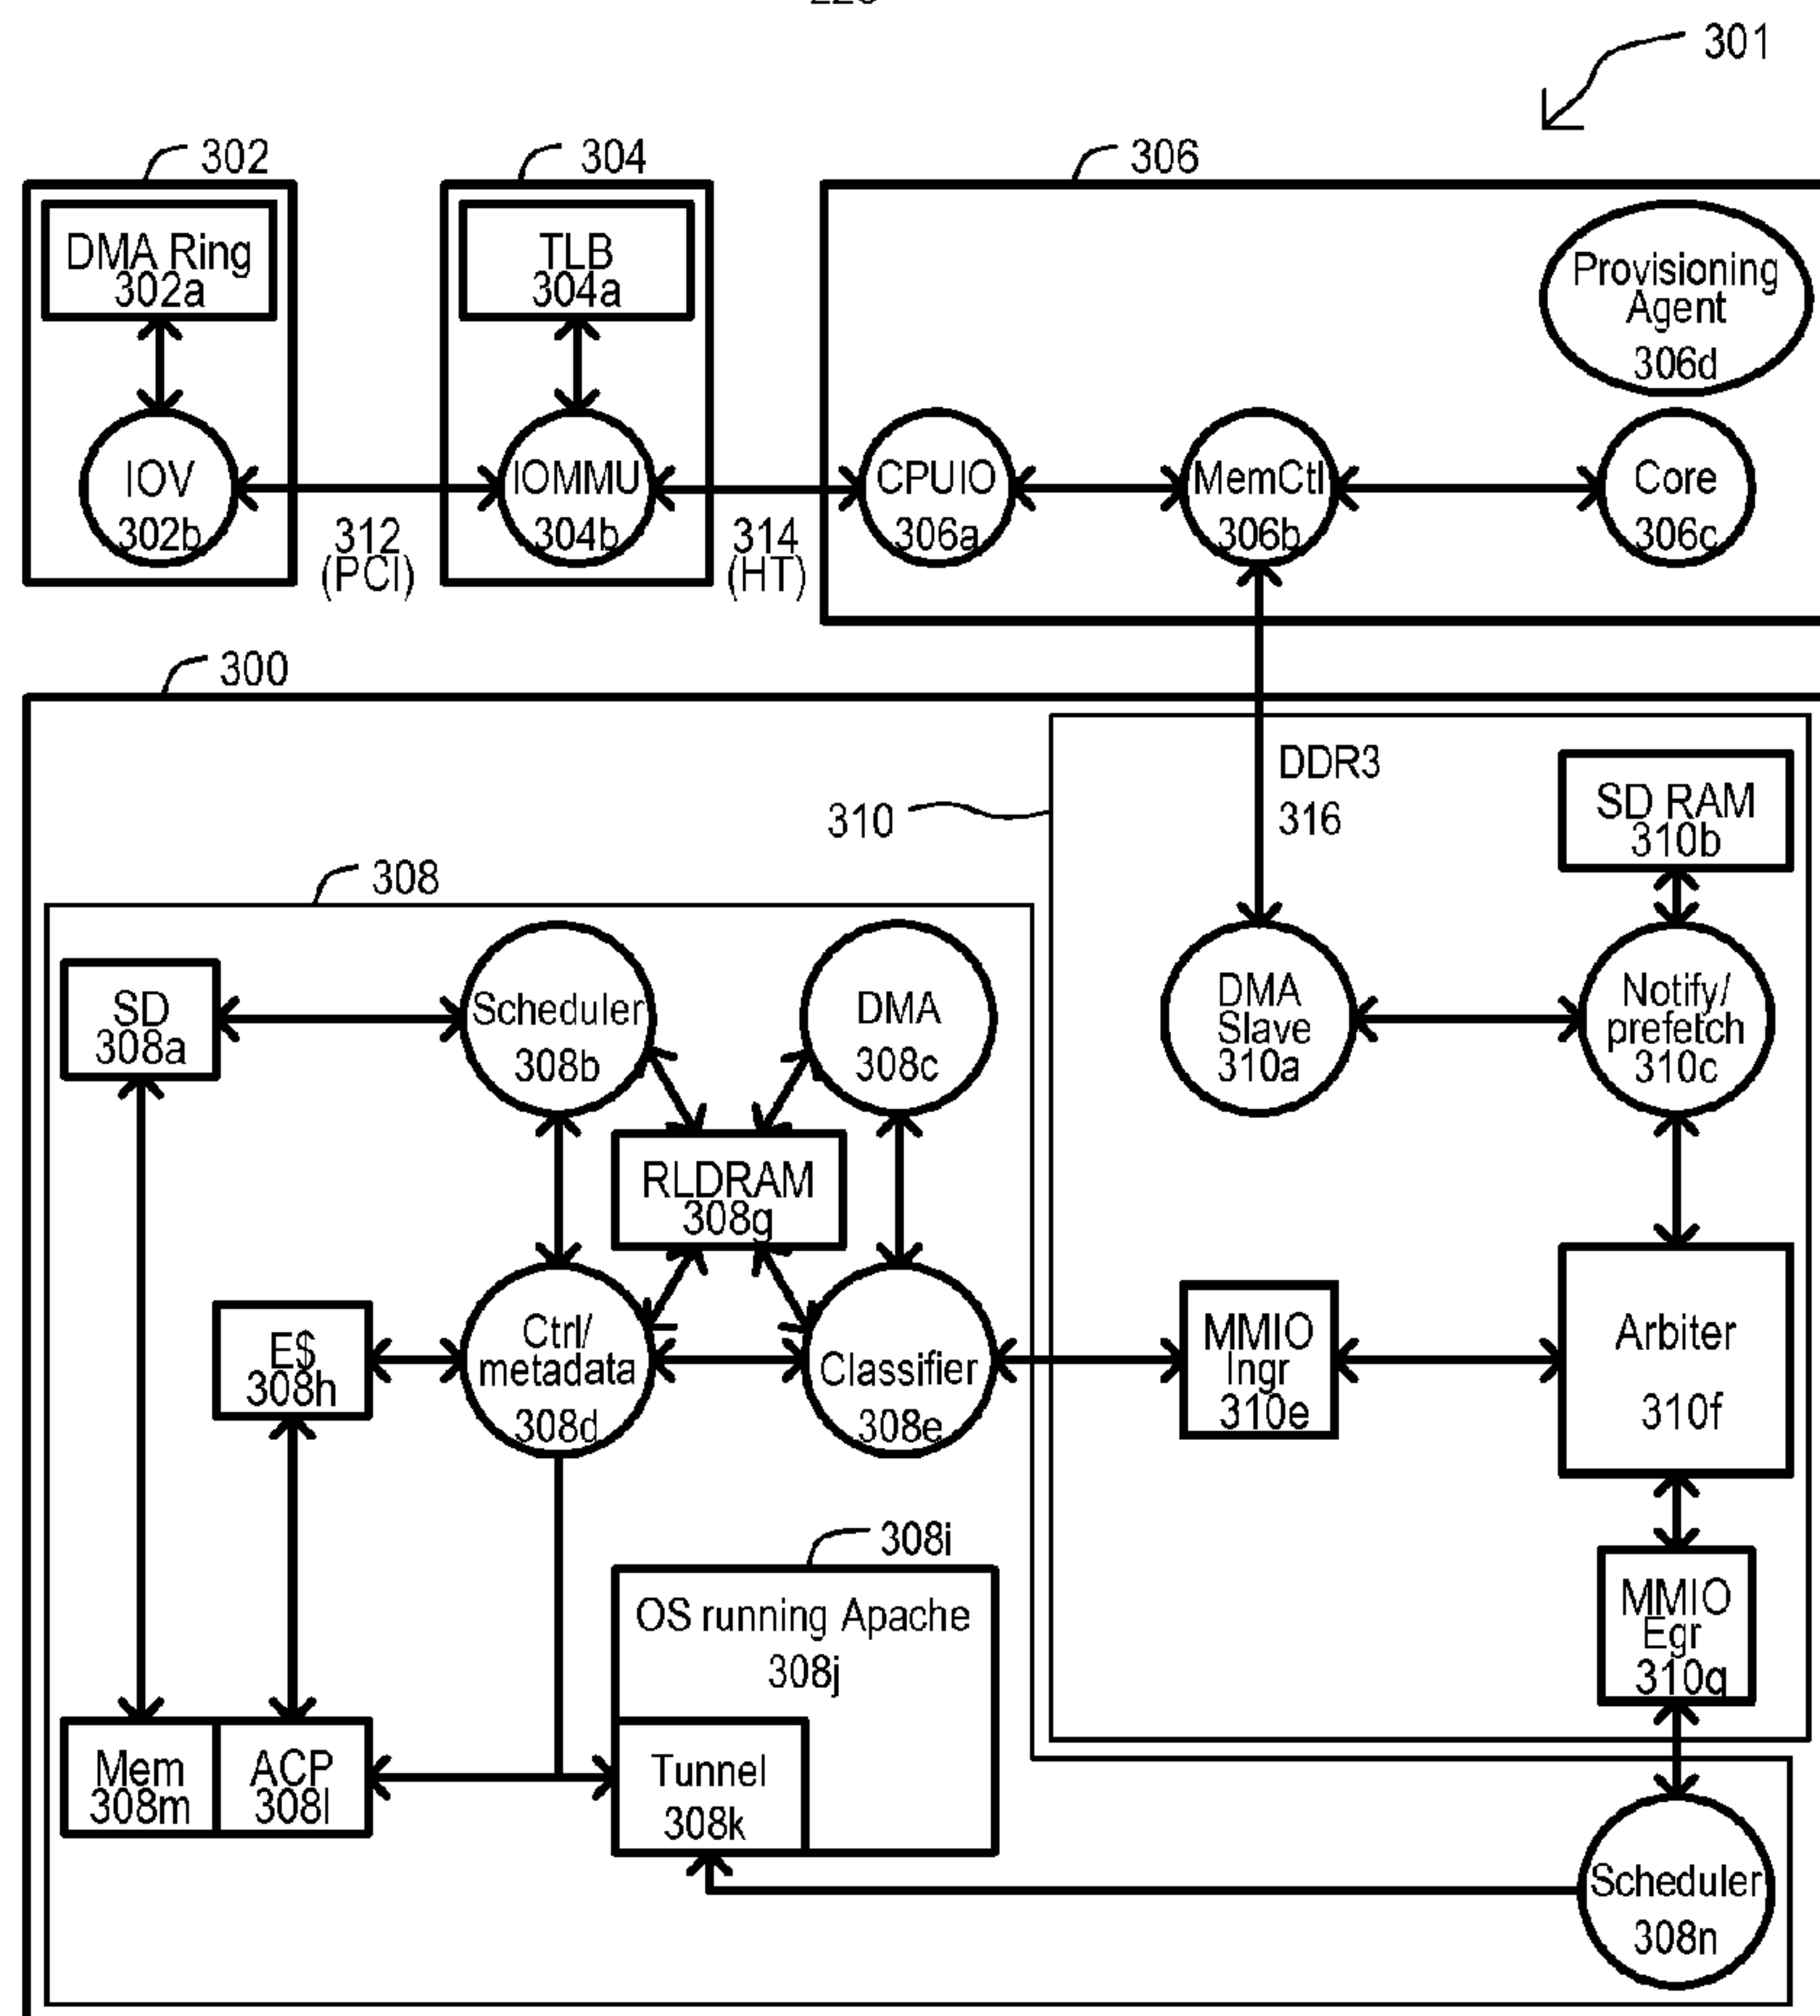 301
302
304
306
DMA Ring
302a
TLB
304a
Provisioning
Agent
306d
IOV
302b
312
(PCI)
IOMMU
304b
314
(HT)
CPUIO
306a
MemCtl
306b
Core
306c
300
310
DDR3
316
SD RAM
310b
308
SD
308a
Scheduler
308b
DMA
308c
DMA
Slave
310a
Notify/
prefetch
310c
RLDRAM
308g
E$
308h
Ctrl/
metadata
308d
Classifier
308e
MMIO
Ingr
310e
Arbiter
310f
308i
OS running Apache
308j
MMIO
Egr
310g
Mem
308m
ACP
308l
Tunnel
308k
Scheduler
308n